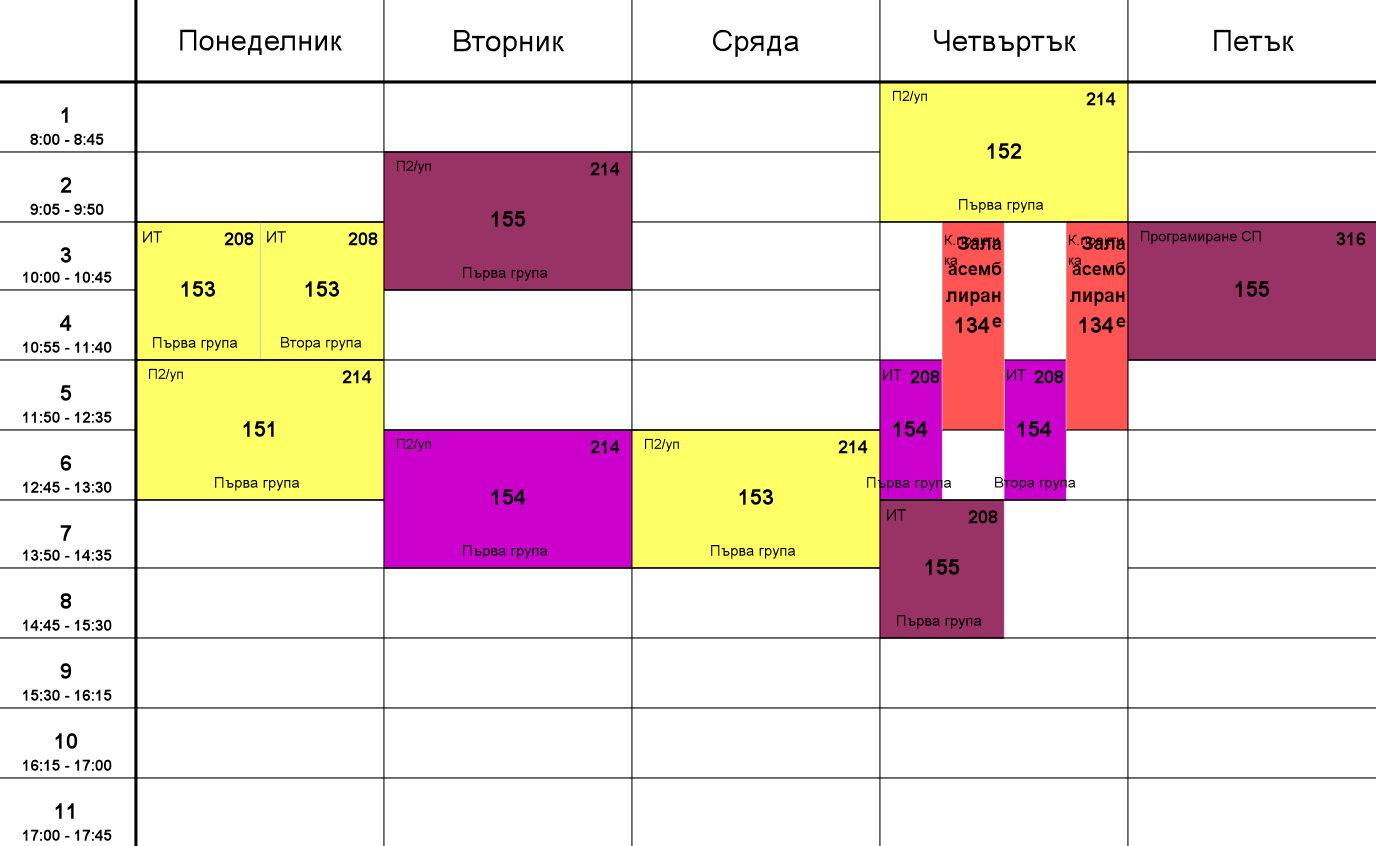 Понеделник
Вторник
Сряда
Четвъртък
Петък
1
8:00 - 8:45
П2/уп 214
152
Първа група
2
9:05 - 9:50
П2/уп 214
155
Първа група
3
10:00 - 10:45
ИТ 208
153
Първа група
ИТ 208
153
Втора група
К.практи
ка
Зала
асемб
лиран
е
134
К.практи
ка
Зала
асемб
лиран
е
134
Програмиране СП 316
155
4
10:55 - 11:40
5
11:50 - 12:35
П2/уп 214
151
Първа група
ИТ 208
154
Първа група
ИТ 208
154
Втора група
6
12:45 - 13:30
П2/уп 214
154
Първа група
П2/уп 214
153
Първа група
7
13:50 - 14:35
ИТ 208
155
Първа група
8
14:45 - 15:30
9
15:30 - 16:15
10
16:15 - 17:00
11
17:00 - 17:45